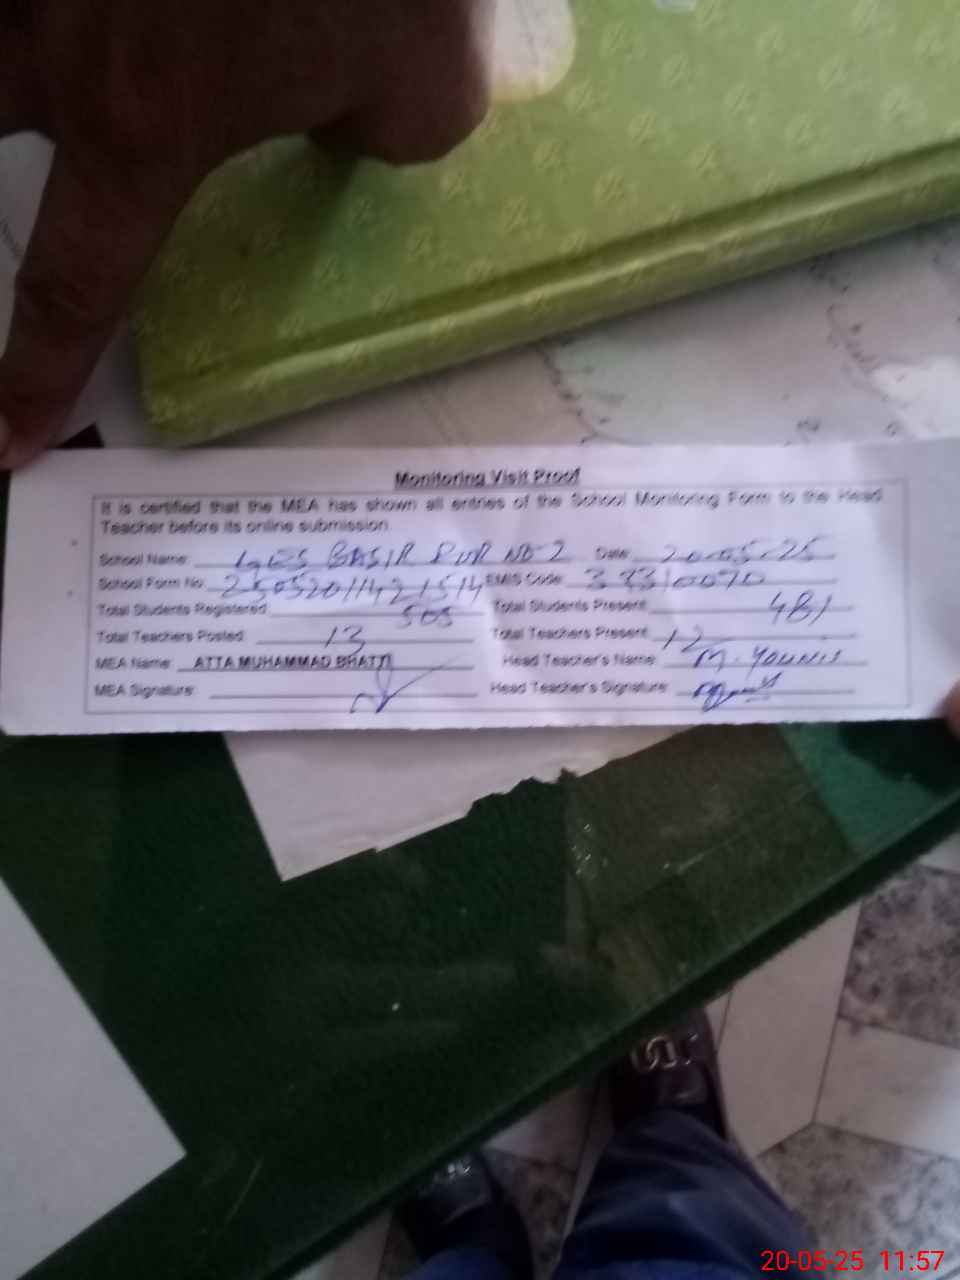 Monitoring Visit Proof
It is certified that the MEA has shown all entries of the School Monitoring Form to the Head
Teacher before its online submission.
School Name: GES BASIR PUR NO 2 Date: 20-05-25
School Form No: EMIS Code:
Total Students Registered: 505 Total Students Present: 481
Total Teachers Posted: 13 Total Teachers Present: 12
MEA Name: ATTA MUHAMMAD BHATTI Head Teacher's Name: M. YOUNIS
MEA Signature: Head Teacher's Signature:
20-05-25 11:57